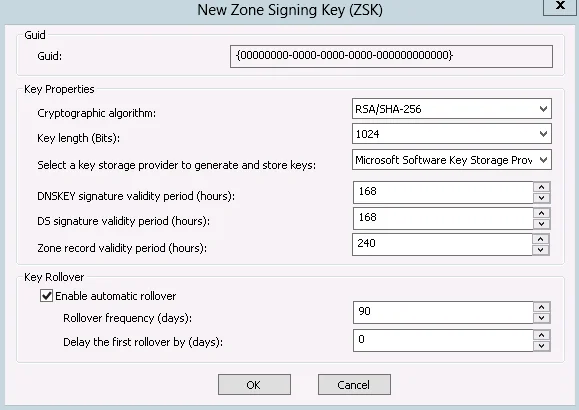 New Zone Signing Key (ZSK)
x
Guid
Guid: {00000000-0000-0000-0000-000000000000}
Key Properties
Cryptographic algorithm: RSA/SHA-256
Key length (Bits): 1024
Select a key storage provider to generate and store keys: Microsoft Software Key Storage Prov
DNSKEY signature validity period (hours): 168
DS signature validity period (hours): 168
Zone record validity period (hours): 240
Key Rollover
Enable automatic rollover
Rollover frequency (days): 90
Delay the first rollover by (days): 0
OK Cancel